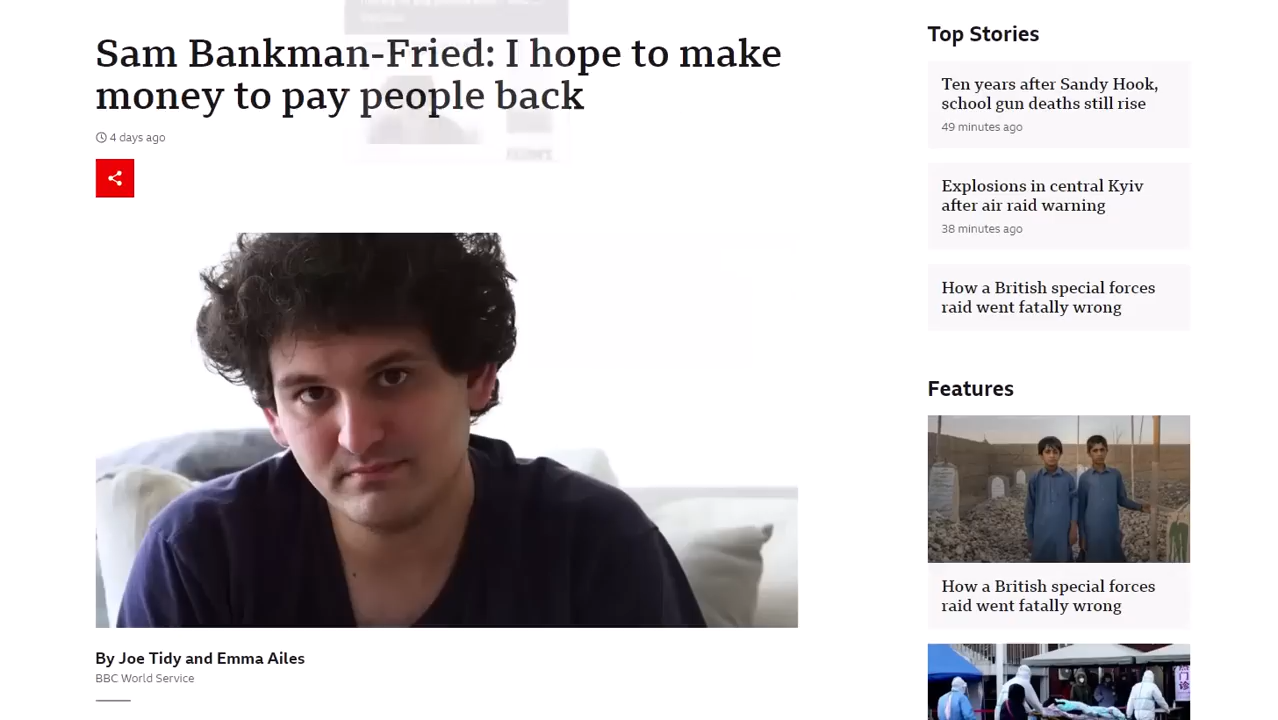 Sam Bankman-Fried: I hope to make
money to pay people back
4 days ago
By Joe Tidy and Emma Ailes
BBC World Service
Top Stories
Ten years after Sandy Hook,
school gun deaths still rise
49 minutes ago
Explosions in central Kyiv
after air raid warning
38 minutes ago
How a British special forces
raid went fatally wrong
Features
How a British special forces
raid went fatally wrong